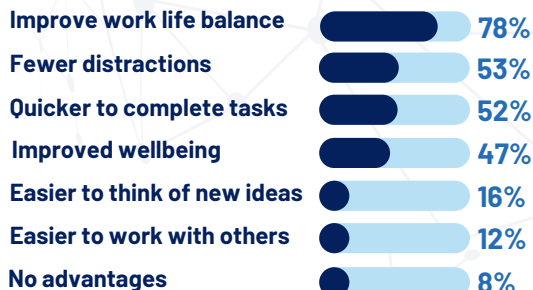 Improve work life balance 78%
Fewer distractions 53%
Quicker to complete tasks 52%
Improved wellbeing 47%
Easier to think of new ideas 16%
Easier to work with others 12%
No advantages 8%